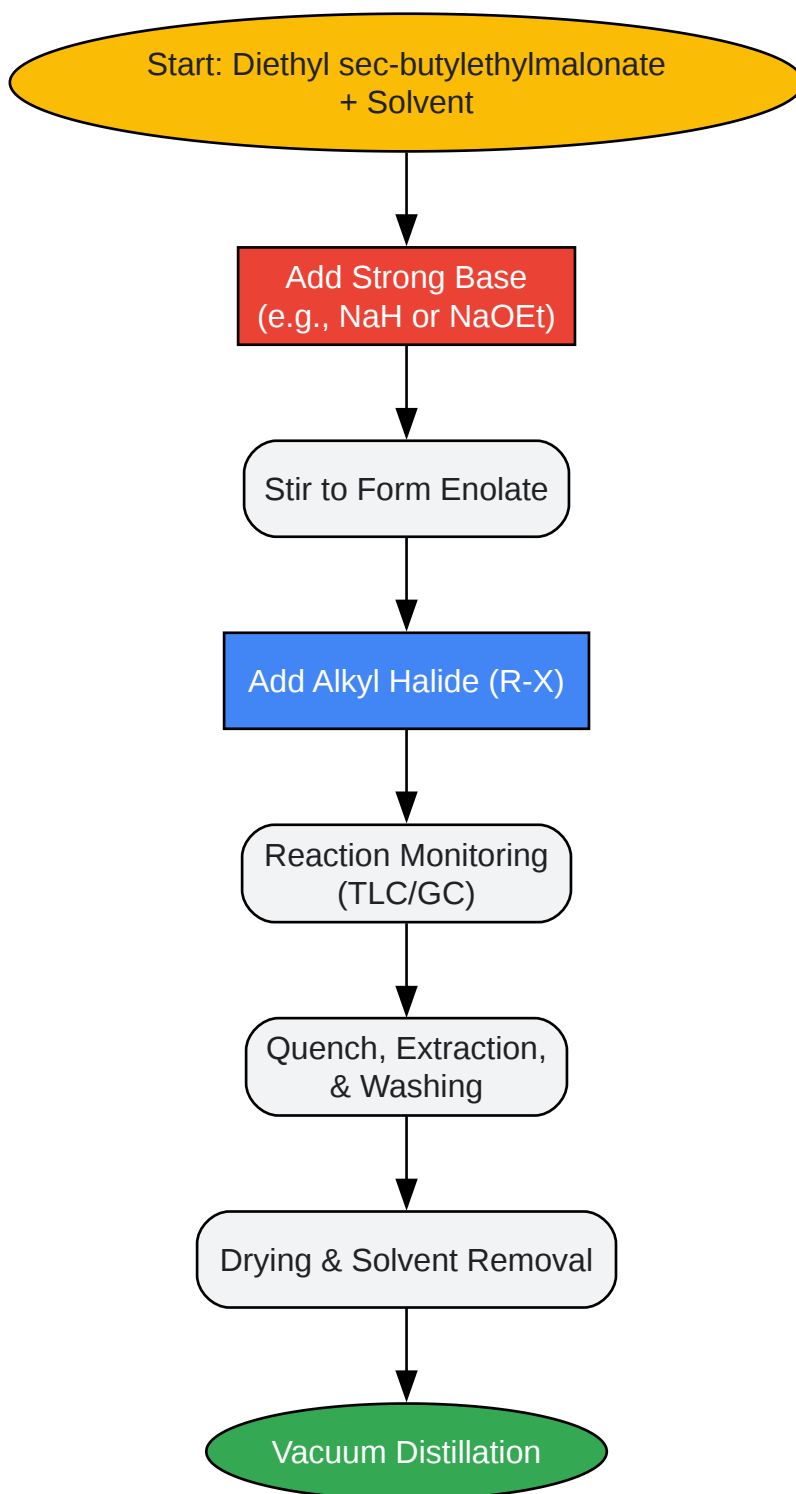 Start: Diethyl sec-butylethylmalonate
+ Solvent
Add Strong Base
(e.g., NaH or NaOEt)
Stir to Form Enolate
Add Alkyl Halide (R-X)
Reaction Monitoring
(TLC/GC)
Quench, Extraction,
& Washing
Drying & Solvent Removal
Vacuum Distillation